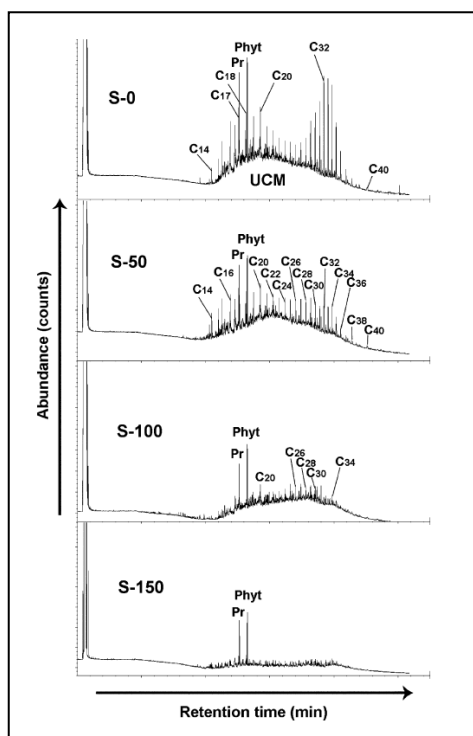 Phyt
C32
Pr
C18
C20
C17
S-0
C14
UCM
C40
Phyt
S-50
Pr
C20
C26
C32
C16
C22
C28
C34
C14
C24
C30
C36
C38
C40
Abundance (counts)
S-100
Phyt
Pr
C26
C20
C28
C34
C30
S-150
Phyt
Pr
Retention time (min)